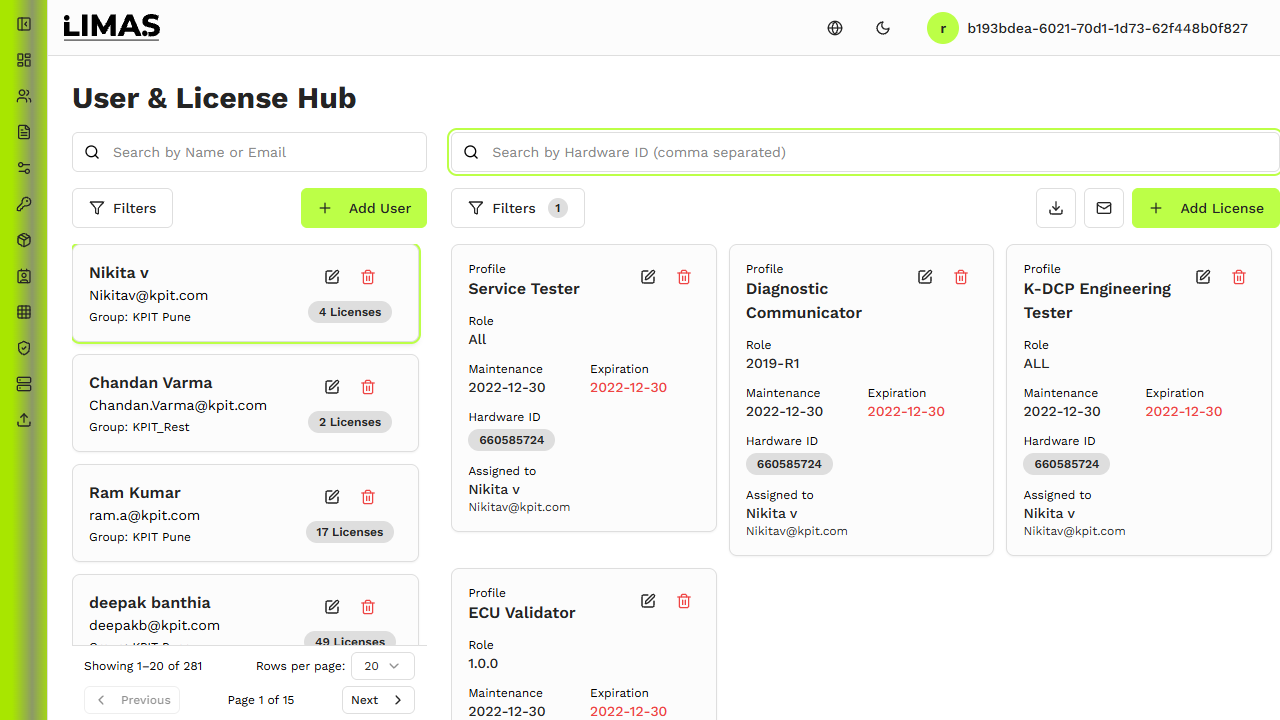 LIMAS
r
b193bdea-6021-70d1-1d73-62f448b0f827
User & License Hub
Search by Name or Email
Search by Hardware ID (comma separated)
Filters
Add User
Filters 1
Add License
Nikita v
Nikitav@kpit.com
Group: KPIT Pune
4 Licenses
Chandan Varma
Chandan.Varma@kpit.com
Group: KPIT_Rest
2 Licenses
Ram Kumar
ram.a@kpit.com
Group: KPIT Pune
17 Licenses
deepak banthia
deepakb@kpit.com
49 Licenses
Showing 1–20 of 281
Rows per page: 20
Previous
Page 1 of 15
Next
Profile
Service Tester
Role
All
Maintenance Expiration
2022-12-30 2022-12-30
Hardware ID
660585724
Assigned to
Nikita v
Nikitav@kpit.com
Profile
Diagnostic
Communicator
Role
2019-R1
Maintenance Expiration
2022-12-30 2022-12-30
Hardware ID
660585724
Assigned to
Nikita v
Nikitav@kpit.com
Profile
K-DCP Engineering
Tester
Role
ALL
Maintenance Expiration
2022-12-30 2022-12-30
Hardware ID
660585724
Assigned to
Nikita v
Nikitav@kpit.com
Profile
ECU Validator
Role
1.0.0
Maintenance Expiration
2022-12-30 2022-12-30